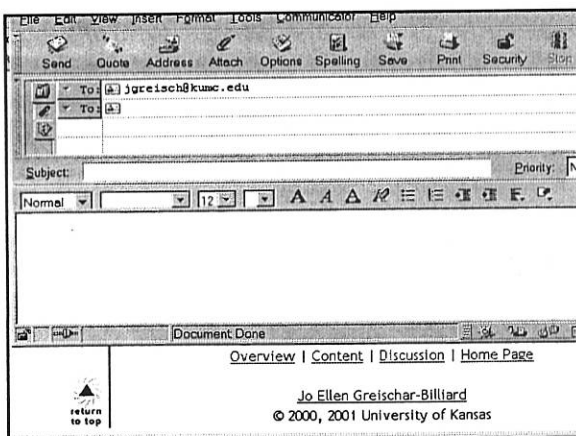 File Edit View Insert Format Tools Communicator Help
Send Quote Address Attach Options Spelling Save Print Security Stop
To: jgreisch@kumc.edu
To:
Subject: Priority: N
Normal 12 A A A
Document Done
Overview | Content | Discussion | Home Page
return
to top
Jo Ellen Greischar-Billiard
© 2000, 2001 University of Kansas